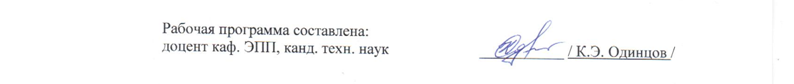 Рабочая программа составлена:
доцент каф. ЭПП, канд. техн. наук / К.Э. Одинцов /